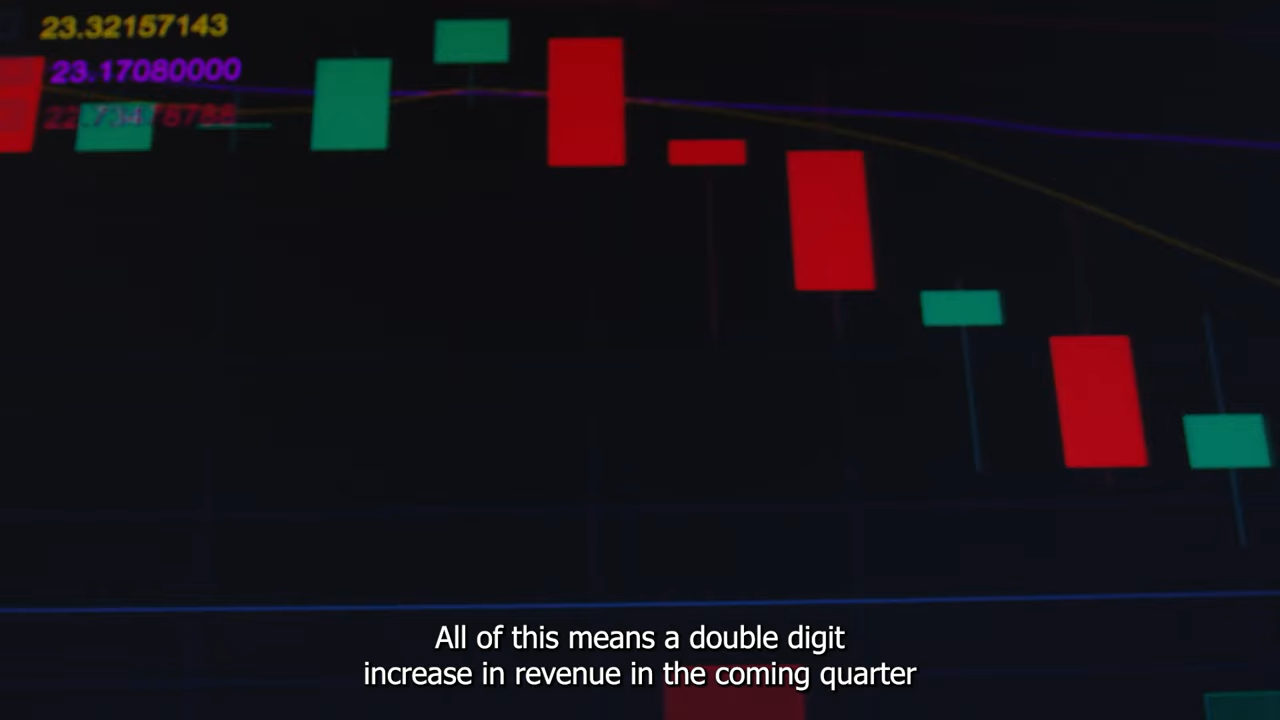 23.32157143
23.17080000
All of this means a double digit
increase in revenue in the coming quarter